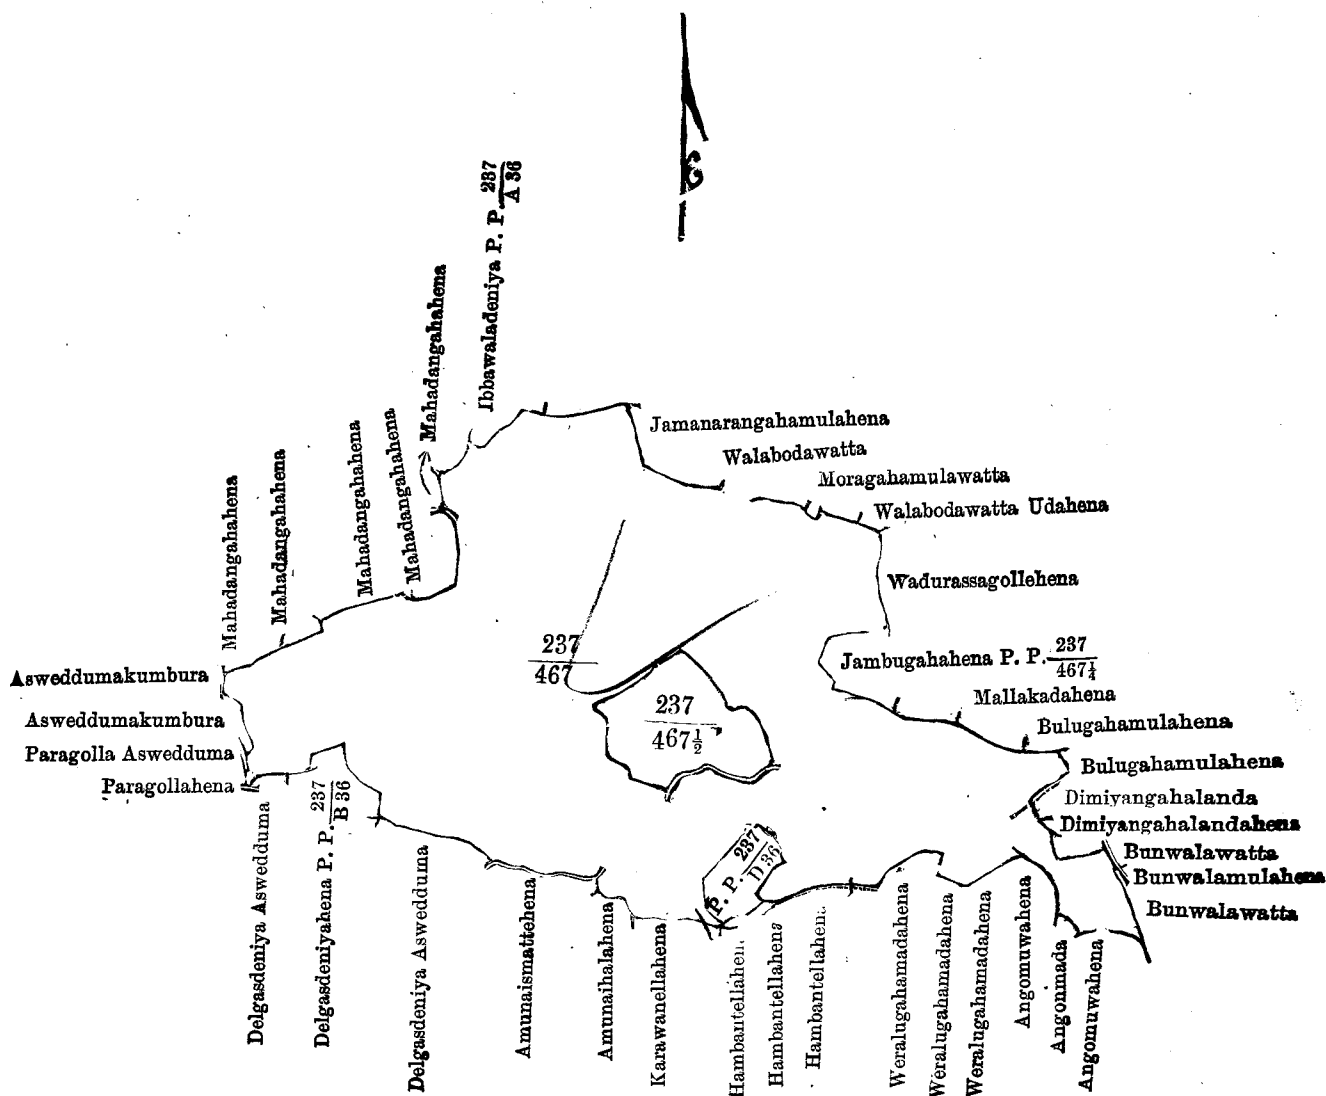 Ibbawaladeniya P. P. 237/A 36
Mahadangahahena
Mahadangahahena
Mahadangahahena
Mahadangahahena
Mahadangahahena
Jamanarangahamulahena
Walabodawatta
Moragahamulawatta
Walabodawatta Udahena
Wadurassagollehena
Jambugahahena P. P. 237/467¼
Mallakadahena
Bulugahamulahena
Bulugahamulahena
Dimiyangahalanda
Dimiyangahalandahena
Bunwalawatta
Bunwalamulahena
Bunwalawatta
237/467
237/467½
Asweddumakumbura
Asweddumakumbura
Paragolla Aswedduma
Paragollahena
Delgasdeniya Aswedduma
Delgasdeniyahena P. P. 237/B 36
Delgasdeniya Aswedduma
Amunaismattehena
Amunaihalahena
Karawanellahena
P. P. 237/D 36
Hambantellahena
Hambantellahena
Hambantellahena
Weralugahamadahena
Weralugahamadahena
Weralugahamadahena
Angomuwahena
Angonmada
Angomuwahena